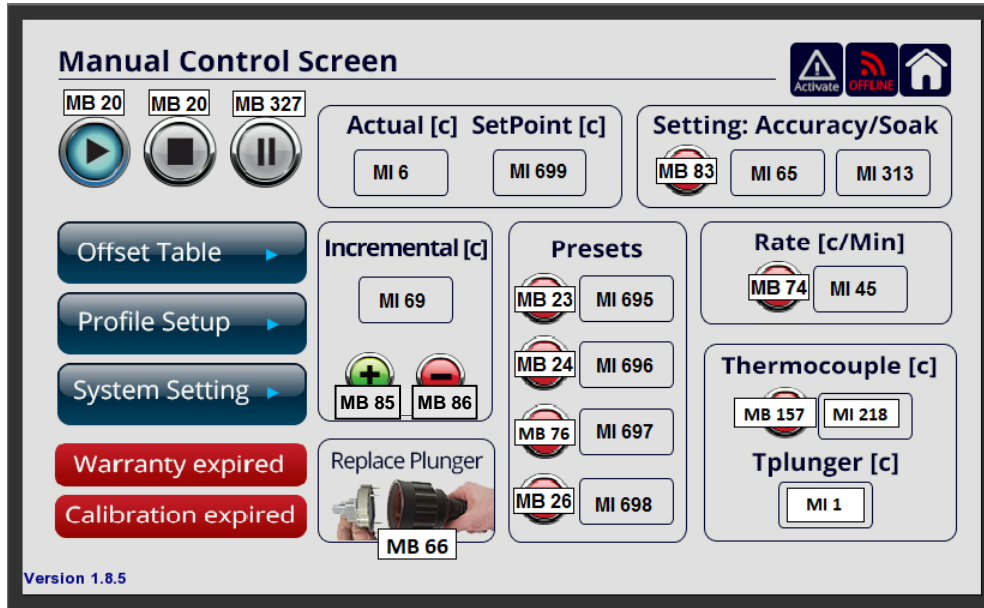 Manual Control Screen
Activate
OFFLINE
MB 20
MB 20
MB 327
Actual [c] SetPoint [c]
MI 6
MI 699
Setting: Accuracy/Soak
MB 83
MI 65
MI 313
Offset Table
Profile Setup
System Setting
Incremental [c]
MI 69
+
-
MB 85
MB 86
Presets
MB 23
MI 695
MB 24
MI 696
MB 76
MI 697
MB 26
MI 698
Rate [c/Min]
MB 74
MI 45
Thermocouple [c]
MB 157
MI 218
Tplunger [c]
MI 1
Warranty expired
Calibration expired
Replace Plunger
MB 66
Version 1.8.5